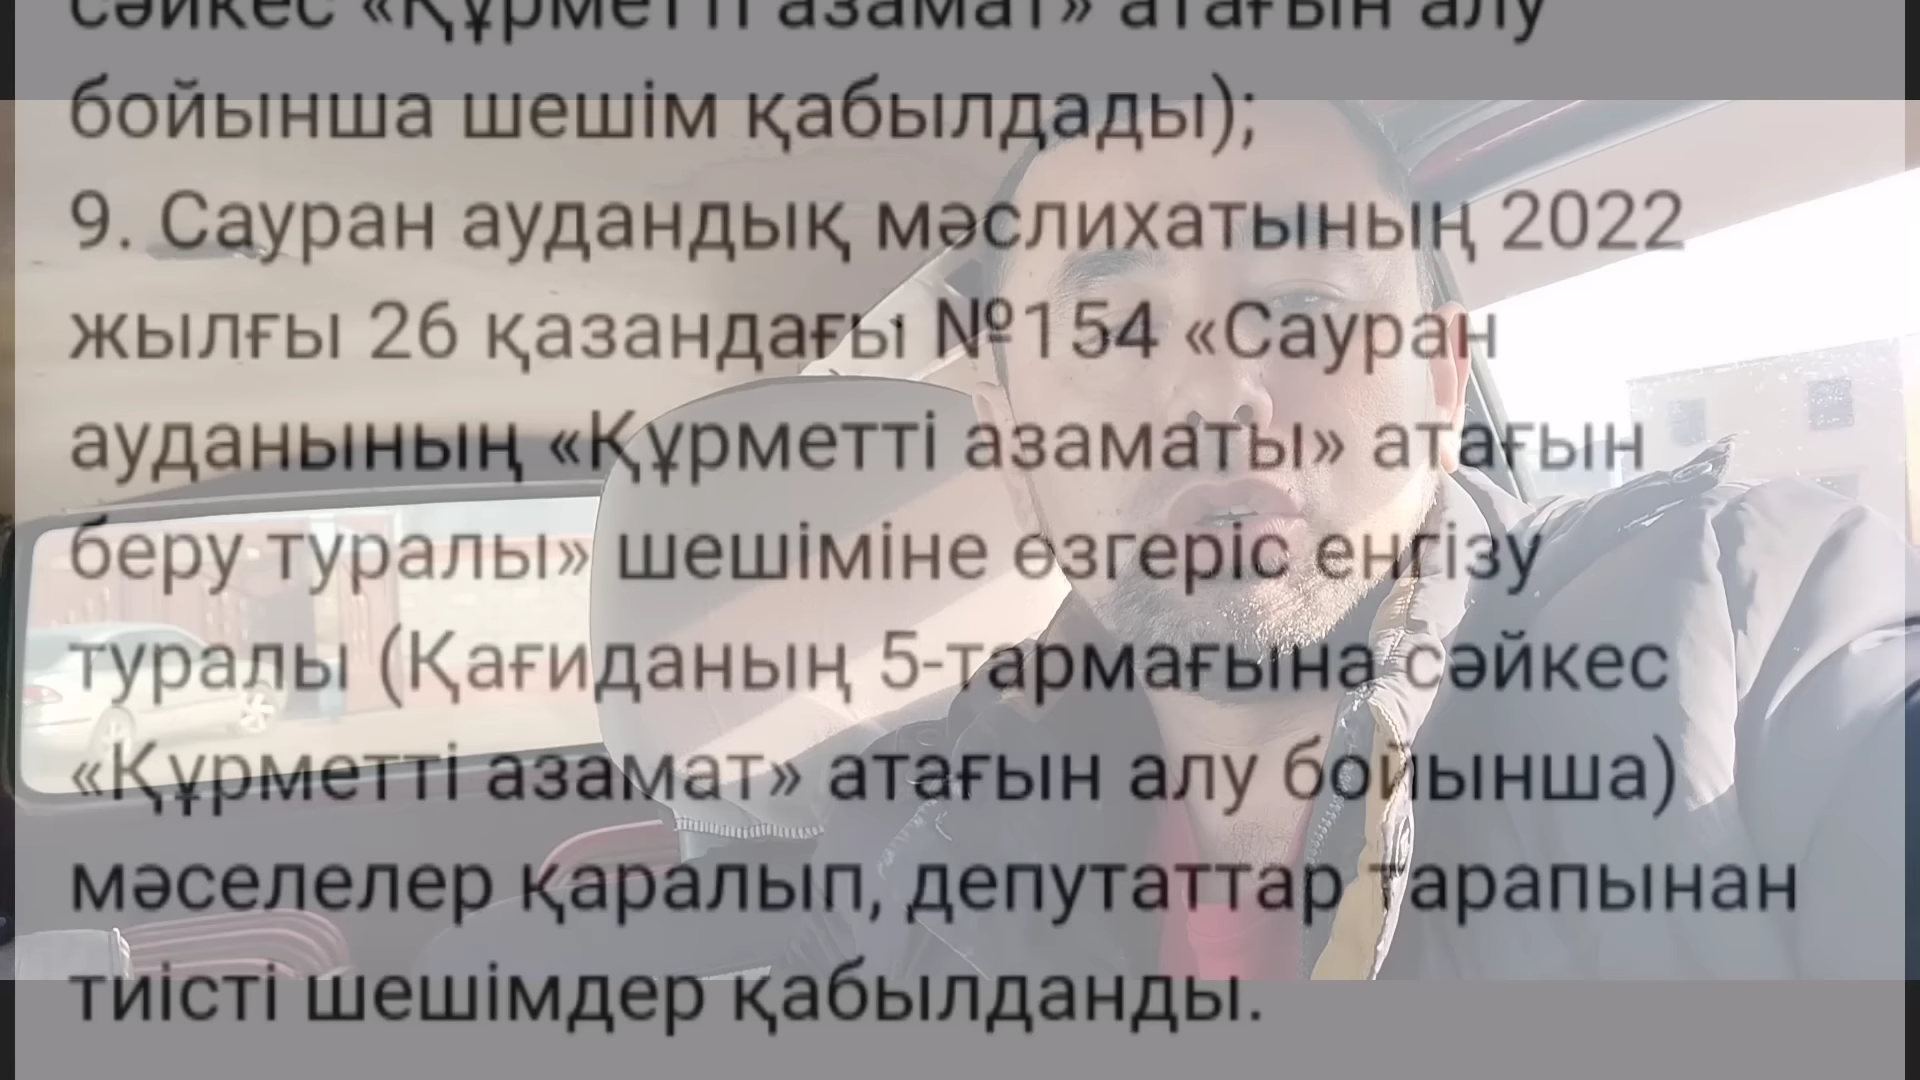 сәйкес «Құрметті азамат» атағын алу
бойынша шешім қабылдады);
9. Сауран аудандық мәслихатының 2022
жылғы 26 қазандағы №154 «Сауран
ауданының «Құрметті азаматы» атағын
беру туралы» шешіміне өзгеріс енгізу
туралы (Қағиданың 5-тармағына сәйкес
«Құрметті азамат» атағын алу бойынша)
мәселелер қаралып, депутаттар тарапынан
тиісті шешімдер қабылданды.